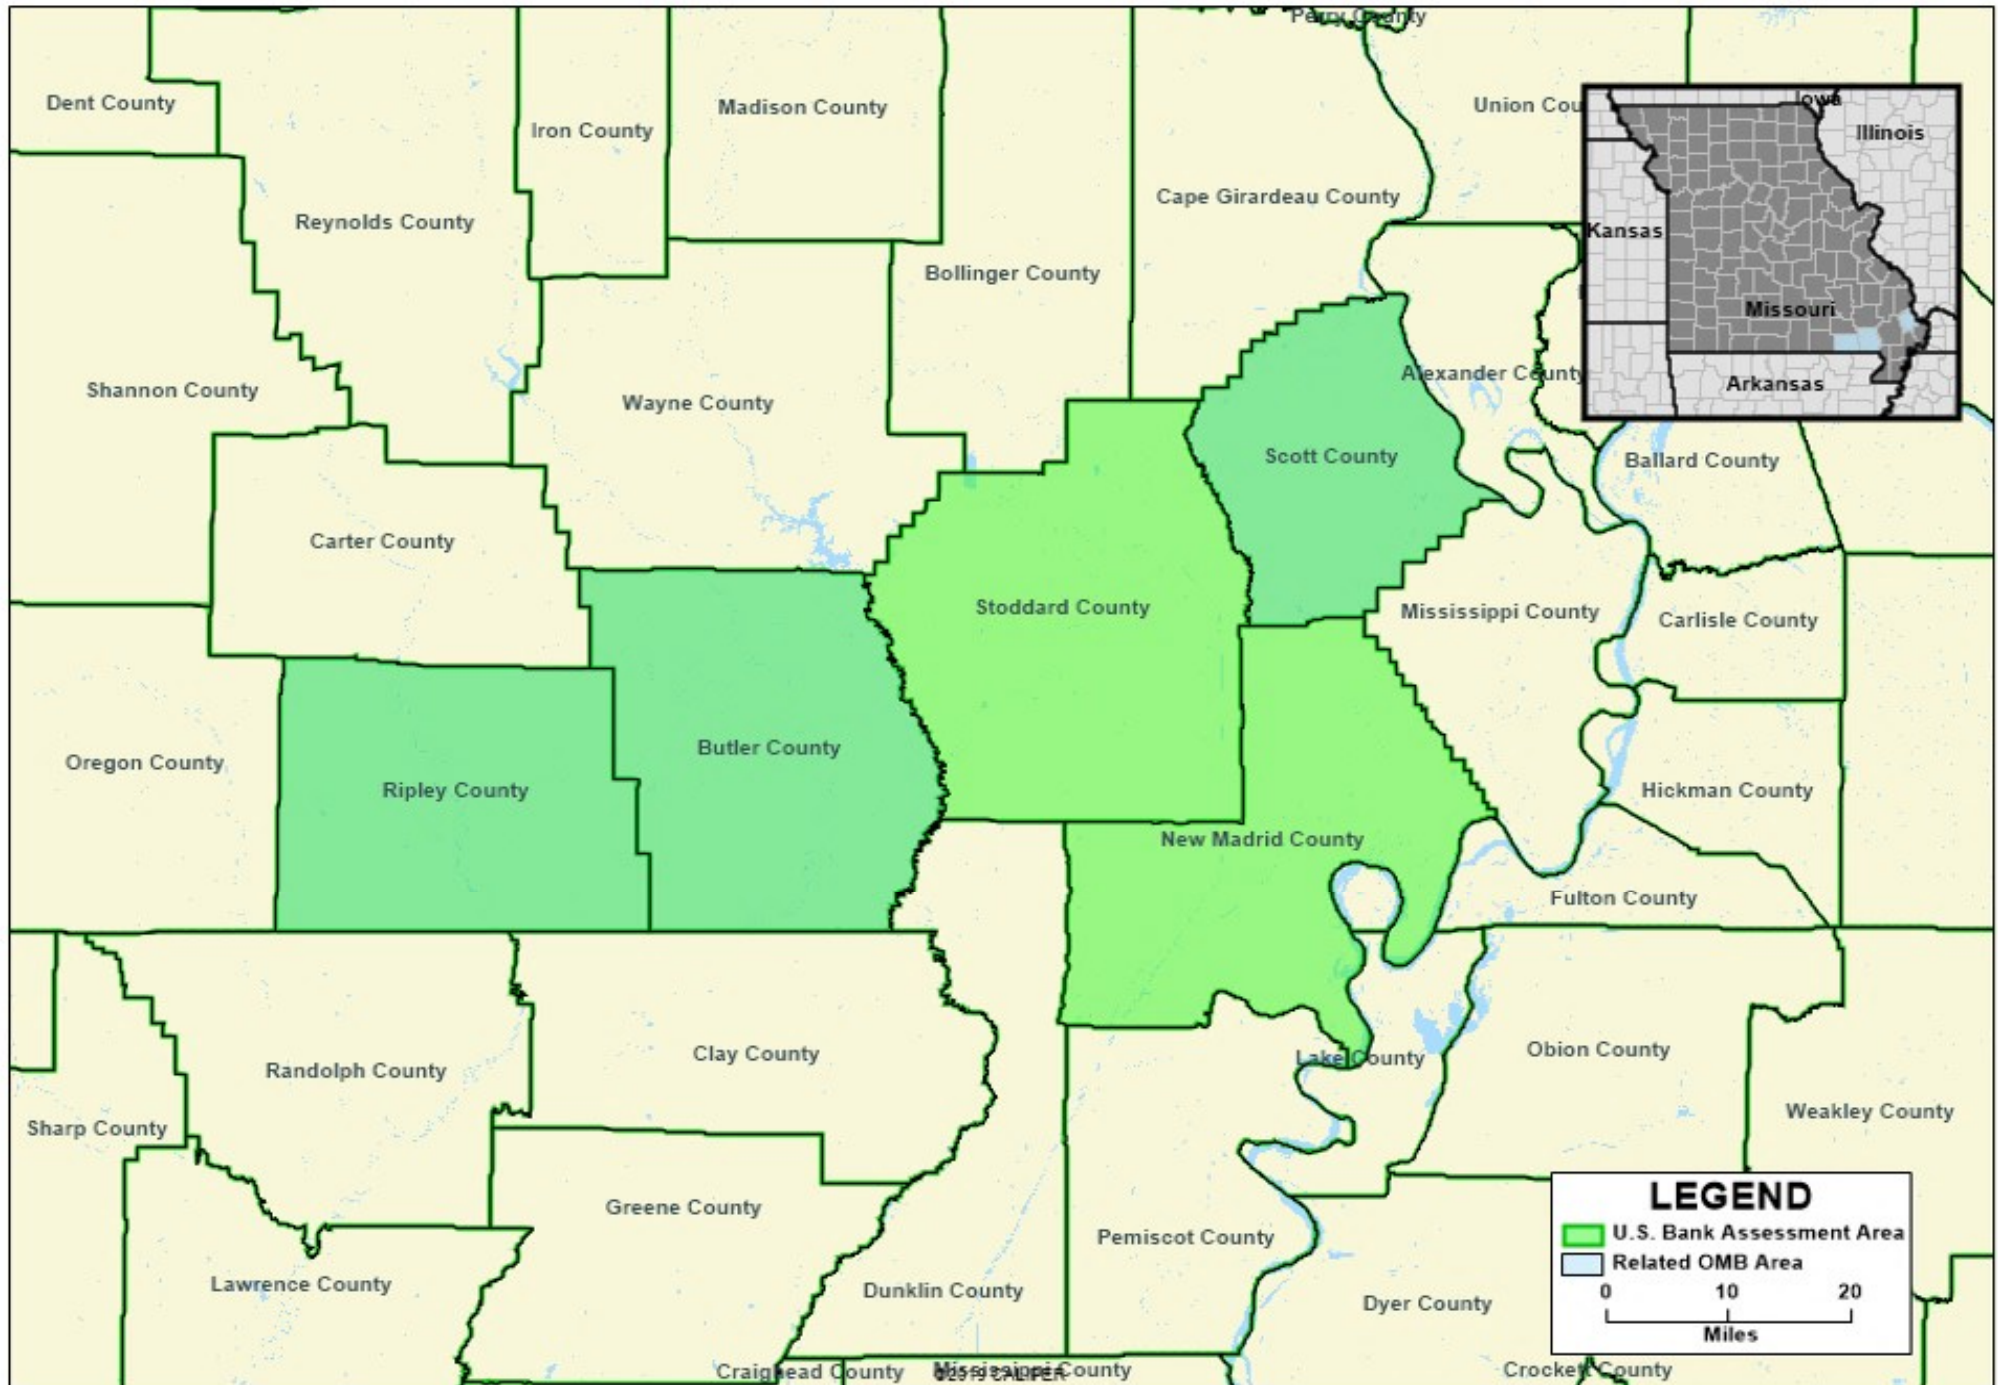 Perry County
Dent County
Madison County
Union Cou
Iron County
Iowa
Illinois
Cape Girardeau County
Reynolds County
Kansas
Bollinger County
Missouri
Alexander County
Arkansas
Shannon County
Wayne County
Scott County
Ballard County
Carter County
Stoddard County
Mississippi County
Carlisle County
Oregon County
Butler County
Ripley County
Hickman County
New Madrid County
Fulton County
Randolph County
Clay County
Lake County
Obion County
Sharp County
Weakley County
Greene County
Pemiscot County
Lawrence County
Dunklin County
Dyer County
LEGEND
U.S. Bank Assessment Area
Related OMB Area
0 10 20
Miles
Craighead County
Mississippi County
©2019 CALIPER
Crockett County